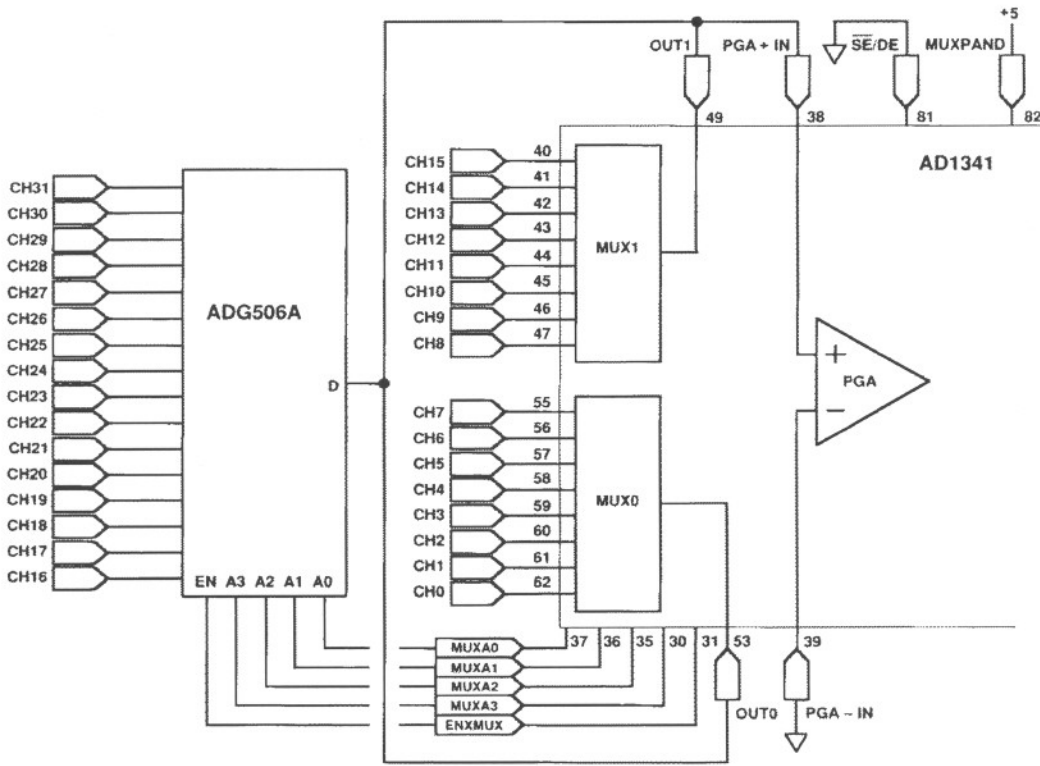 +5
OUT1 PGA + IN SE/DE MUXPAND
49 38 81 82
AD1341
CH31
CH30
CH29
CH28
CH27
CH26
CH25
CH24
CH23
CH22
CH21
CH20
CH19
CH18
CH17
CH16
ADG506A
D
EN A3 A2 A1 A0
CH15 40
CH14 41
CH13 42
CH12 43
CH11 44
CH10 45
CH9 46
CH8 47
MUX1
CH7 55
CH6 56
CH5 57
CH4 58
CH3 59
CH2 60
CH1 61
CH0 62
MUX0
+
PGA
−
37 36 35 30 31 53 39
MUXA0
MUXA1
MUXA2
MUXA3
ENXMUX
OUT0 PGA – IN